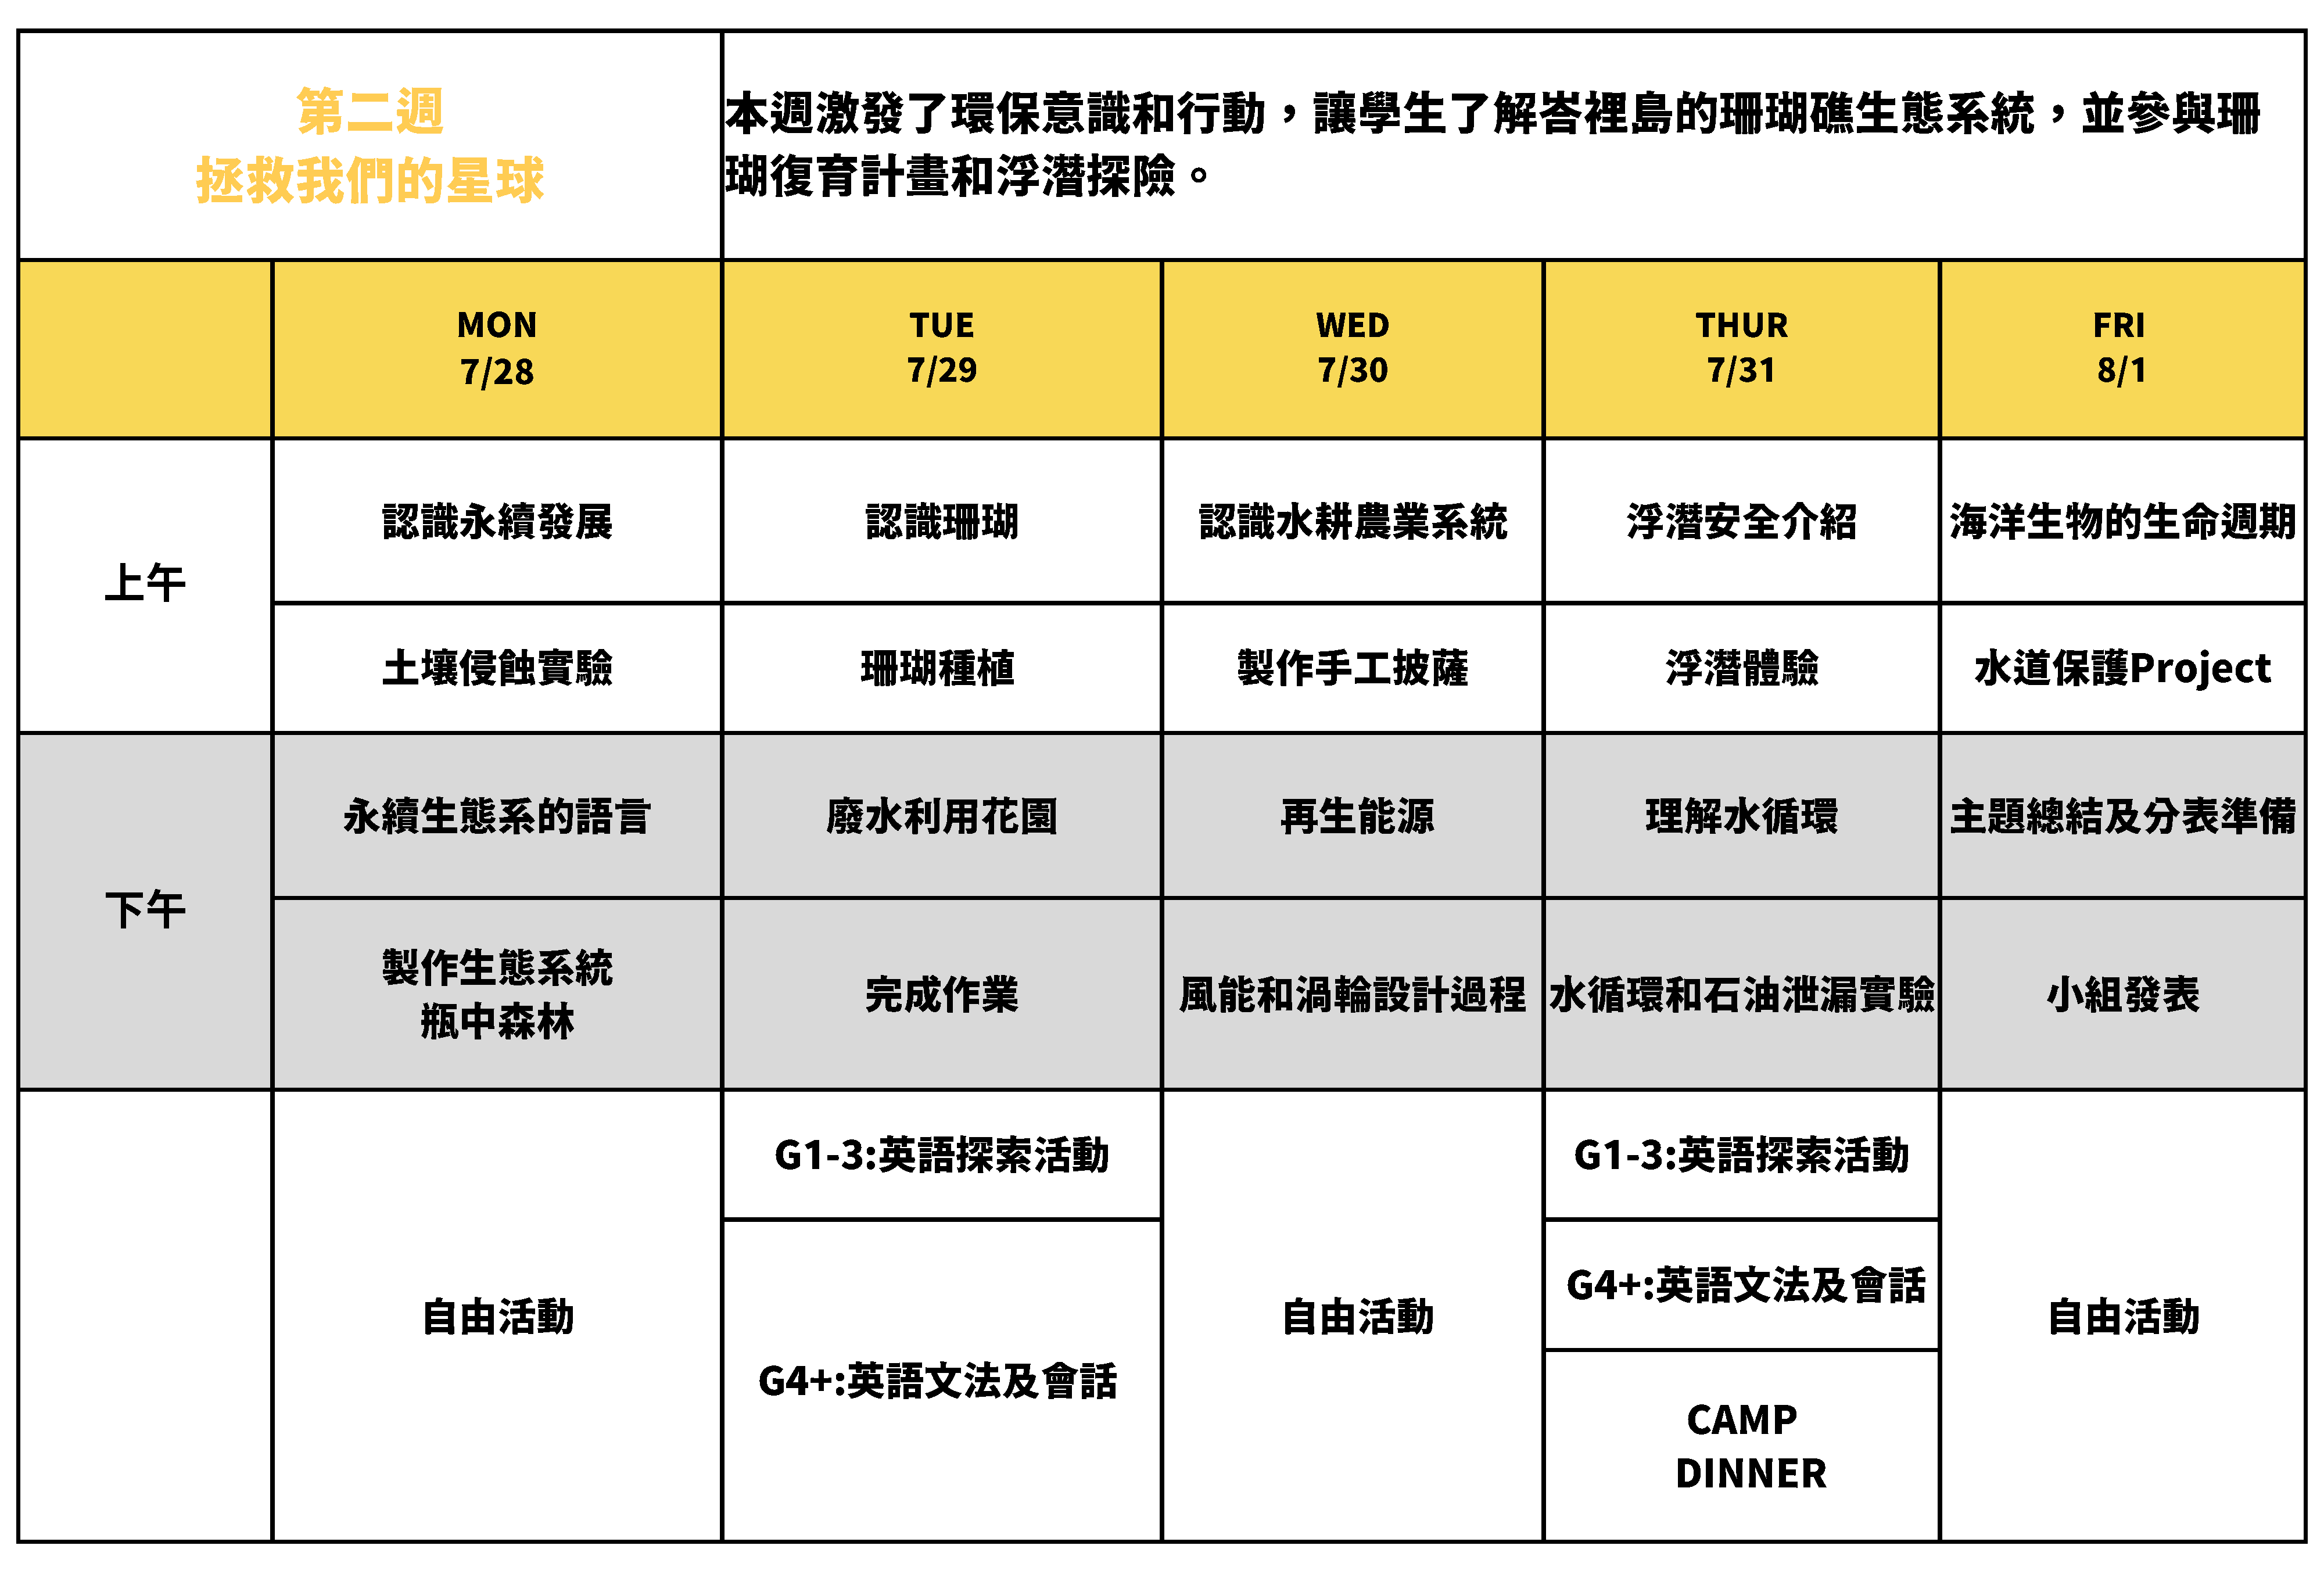 第二週
拯救我們的星球
本週激發了環保意識和行動，讓學生了解峇裡島的珊瑚礁生態系統，並參與珊
瑚復育計畫和浮潛探險。
MON
7/28
TUE
7/29
WED
7/30
THUR
7/31
FRI
8/1
上午
認識永續發展
認識珊瑚
認識水耕農業系統
浮潛安全介紹
海洋生物的生命週期
土壤侵蝕實驗
珊瑚種植
製作手工披薩
浮潛體驗
水道保護Project
下午
永續生態系的語言
廢水利用花園
再生能源
理解水循環
主題總結及分表準備
製作生態系統
瓶中森林
完成作業
風能和渦輪設計過程
水循環和石油泄漏實驗
小組發表
自由活動
G1-3:英語探索活動
G4+:英語文法及會話
自由活動
G1-3:英語探索活動
G4+:英語文法及會話
CAMP
DINNER
自由活動